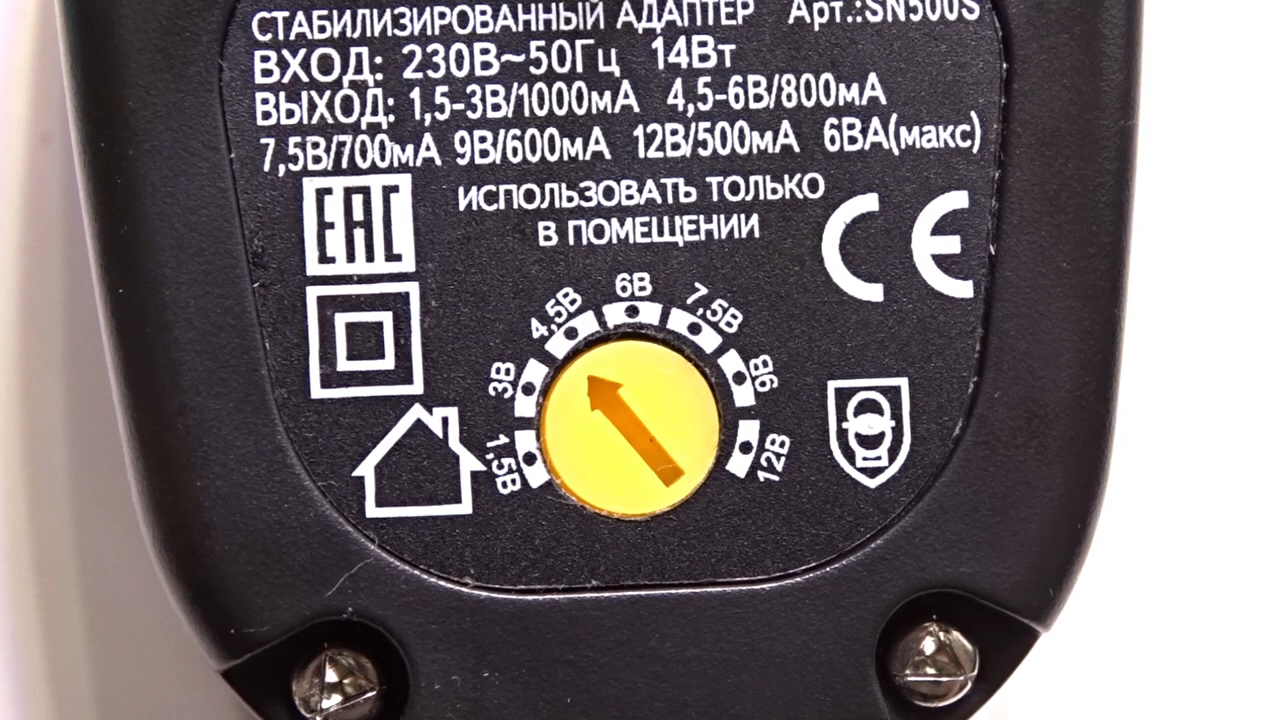 СТАБИЛИЗИРОВАННЫЙ АДАПТЕР Арт.:SN500S
ВХОД: 230В~50Гц 14Вт
ВЫХОД: 1,5-3В/1000мА 4,5-6В/800мА
7,5В/700мА 9В/600мА 12В/500мА 6ВА(макс)
EAC
ИСПОЛЬЗОВАТЬ ТОЛЬКО
В ПОМЕЩЕНИИ
CE
1,5В
3В
4,5В
6В
7,5В
9В
12В